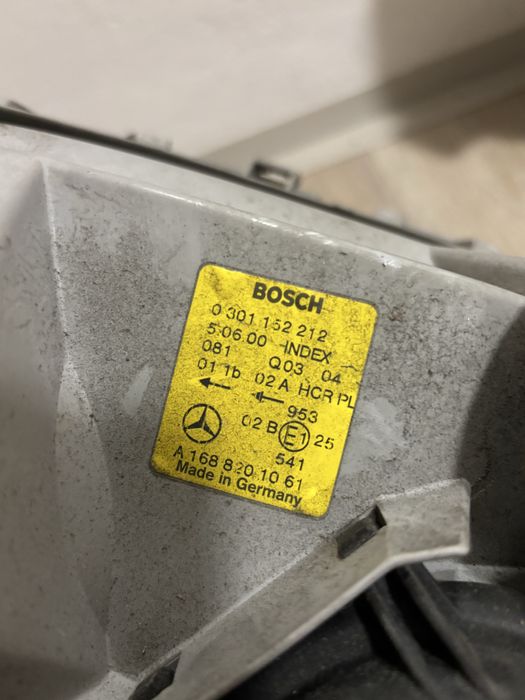 BOSCH
0 301 152 212
5.06.00 INDEX
081 Q03 04
01 1b 02 A HCR PL
953
02 B E1 25
541
A 168 820 10 61
Made in Germany